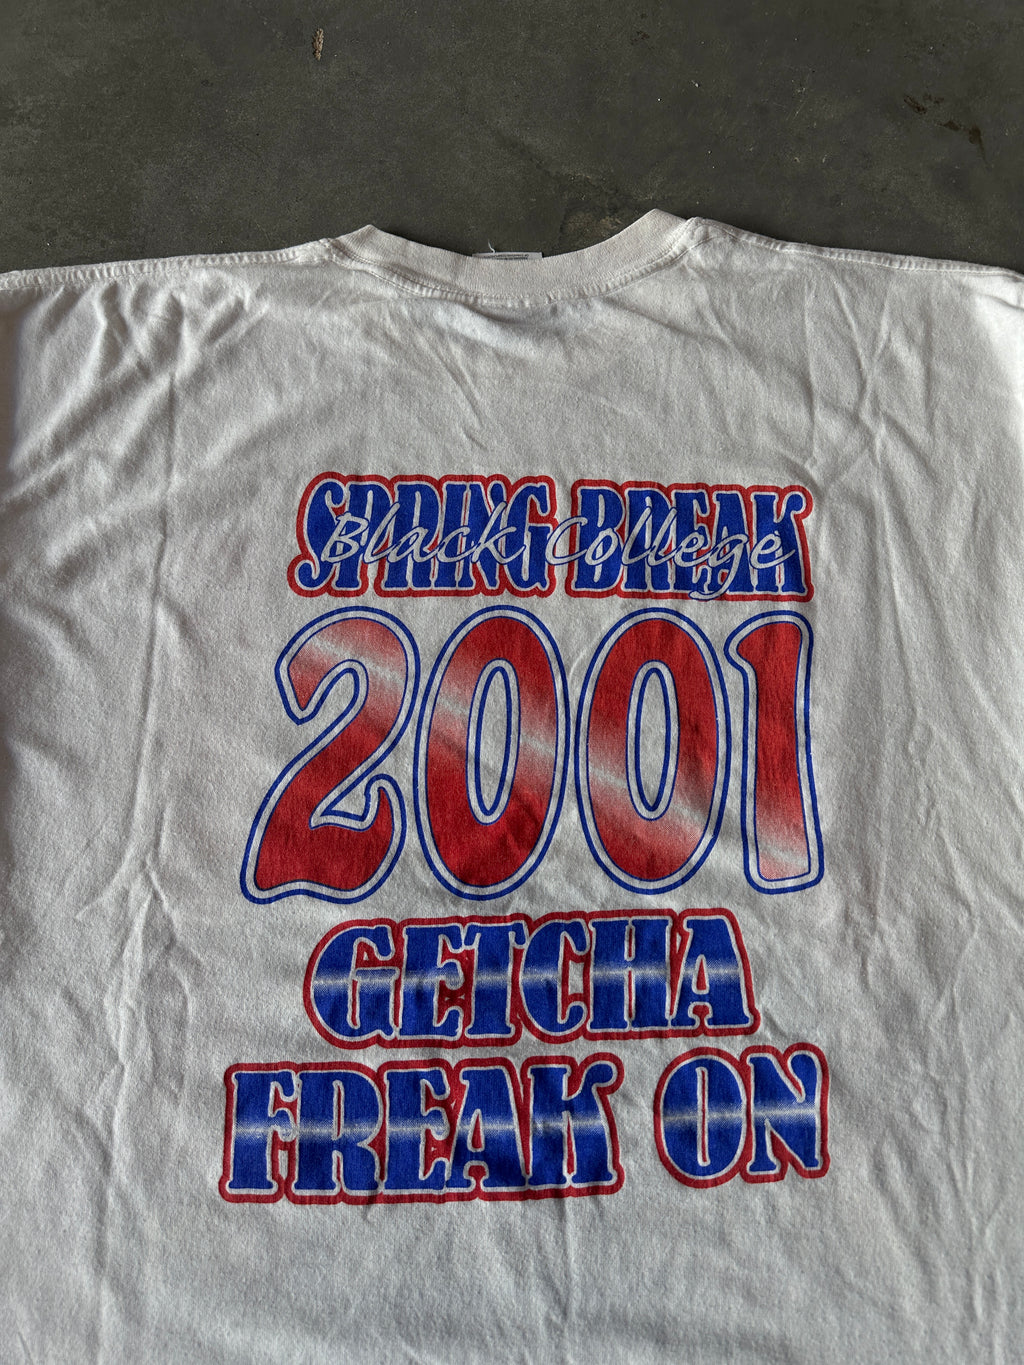 SPRING BREAK
Black College
2001
GETCHA
FREAK ON